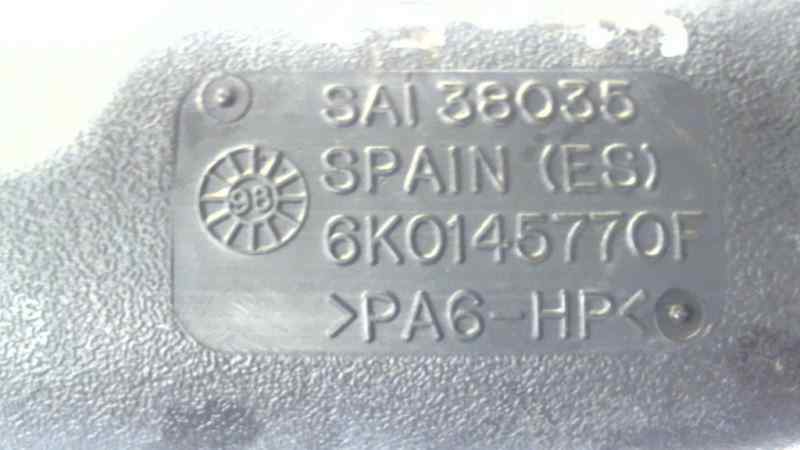 SAI 38035
SPAIN (ES)
98
6K0145770F
>PA6-HP<